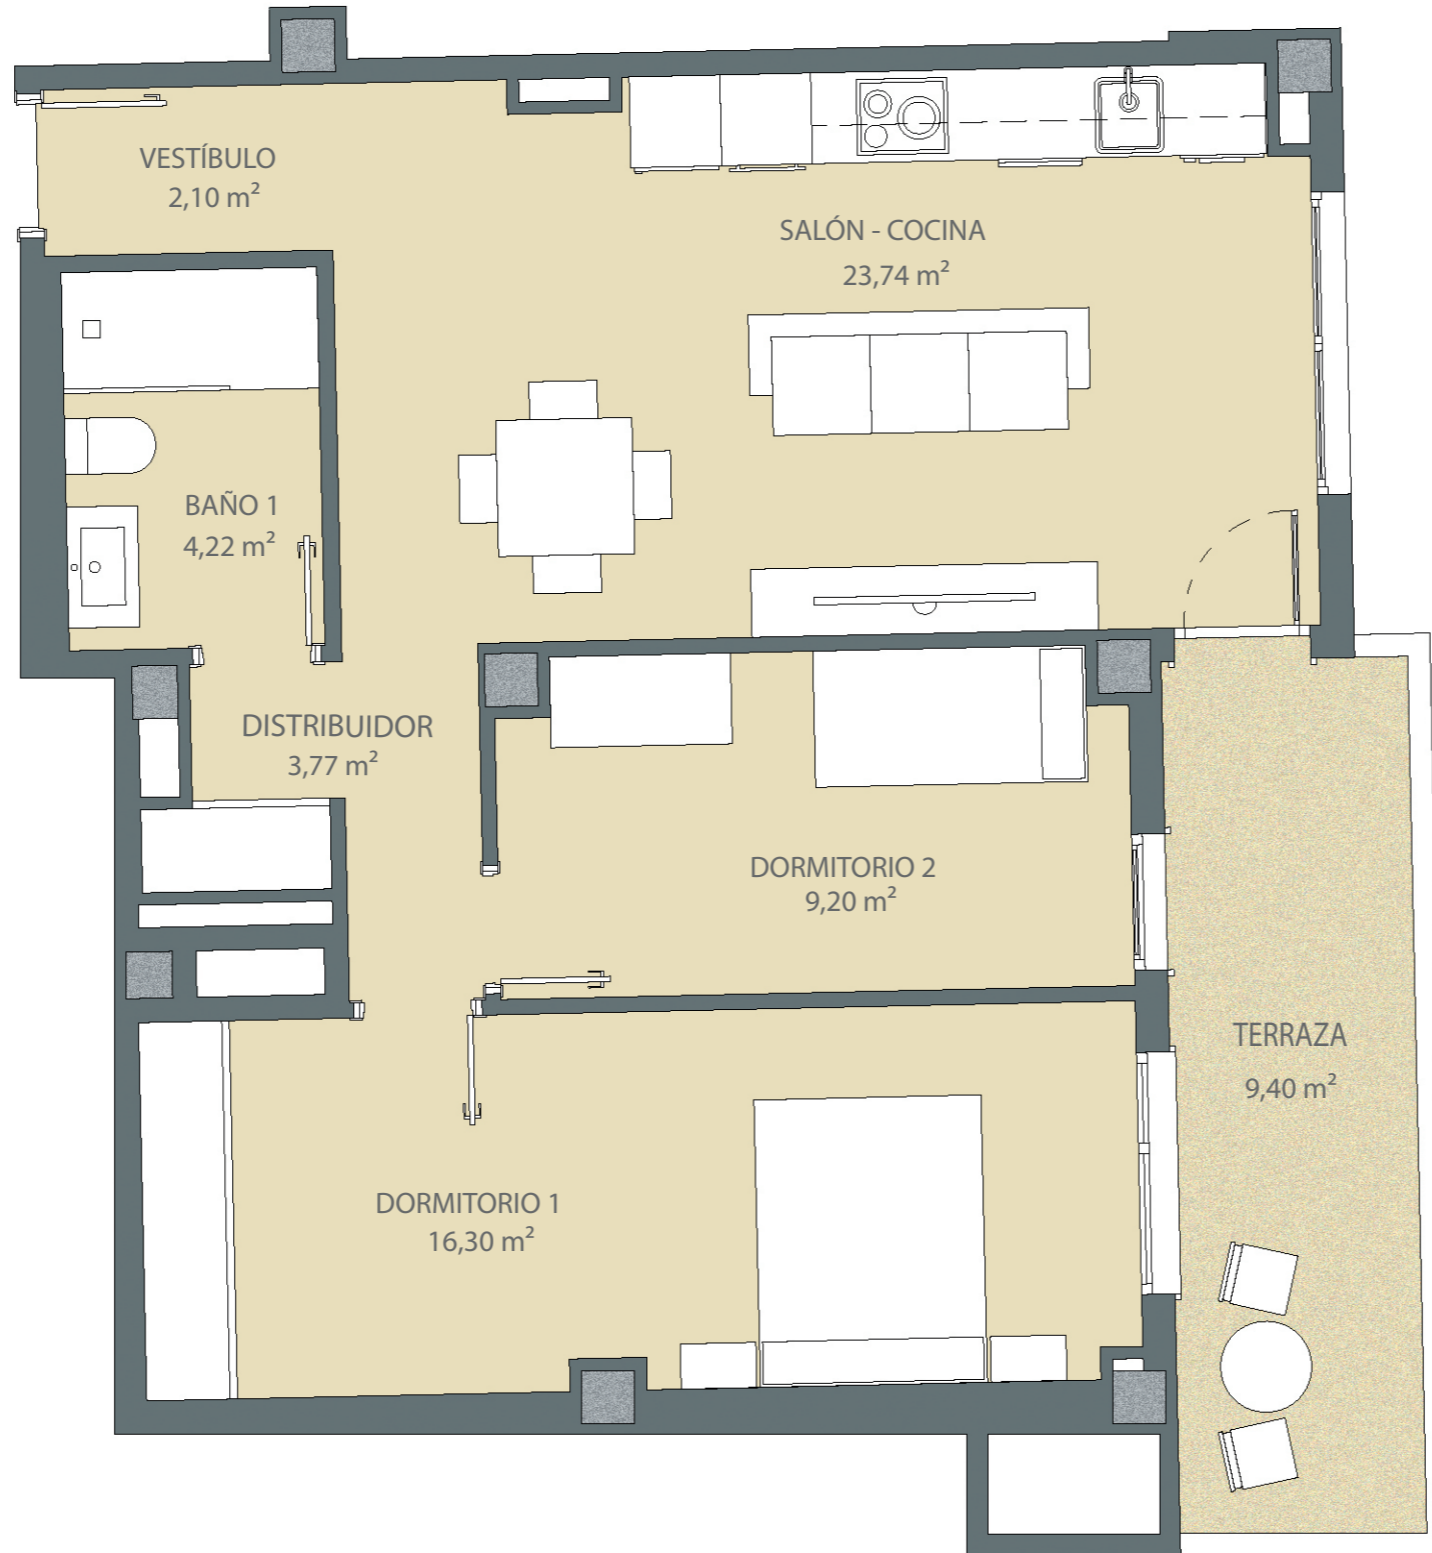 VESTÍBULO
2,10 m²
SALÓN - COCINA
23,74 m²
BAÑO 1
4,22 m²
DISTRIBUIDOR
3,77 m²
DORMITORIO 2
9,20 m²
TERRAZA
9,40 m²
DORMITORIO 1
16,30 m²